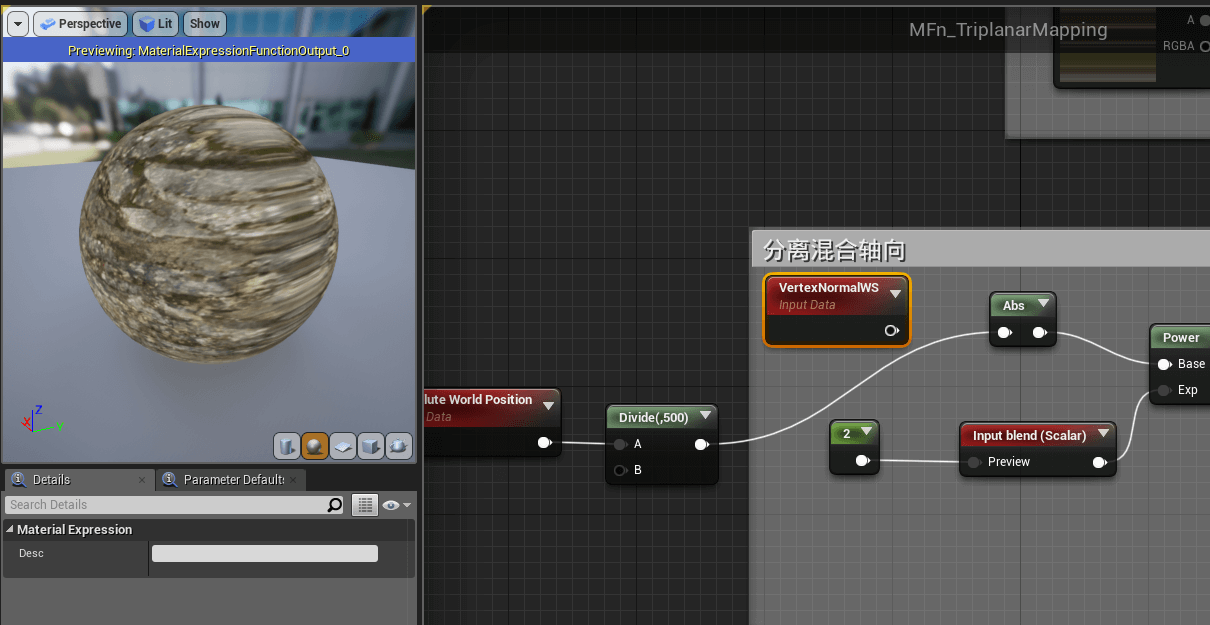 Perspective
Lit
Show
Previewing: MaterialExpressionFunctionOutput_0
Z
X
Y
Details
Parameter Defaults
Search Details
Material Expression
Desc
MFn_TriplanarMapping
A
RGBA
分离混合轴向
VertexNormalWS
Input Data
Abs
Power
Base
Exp
lute World Position
Data
Divide(,500)
A
B
2
Input blend (Scalar)
Preview